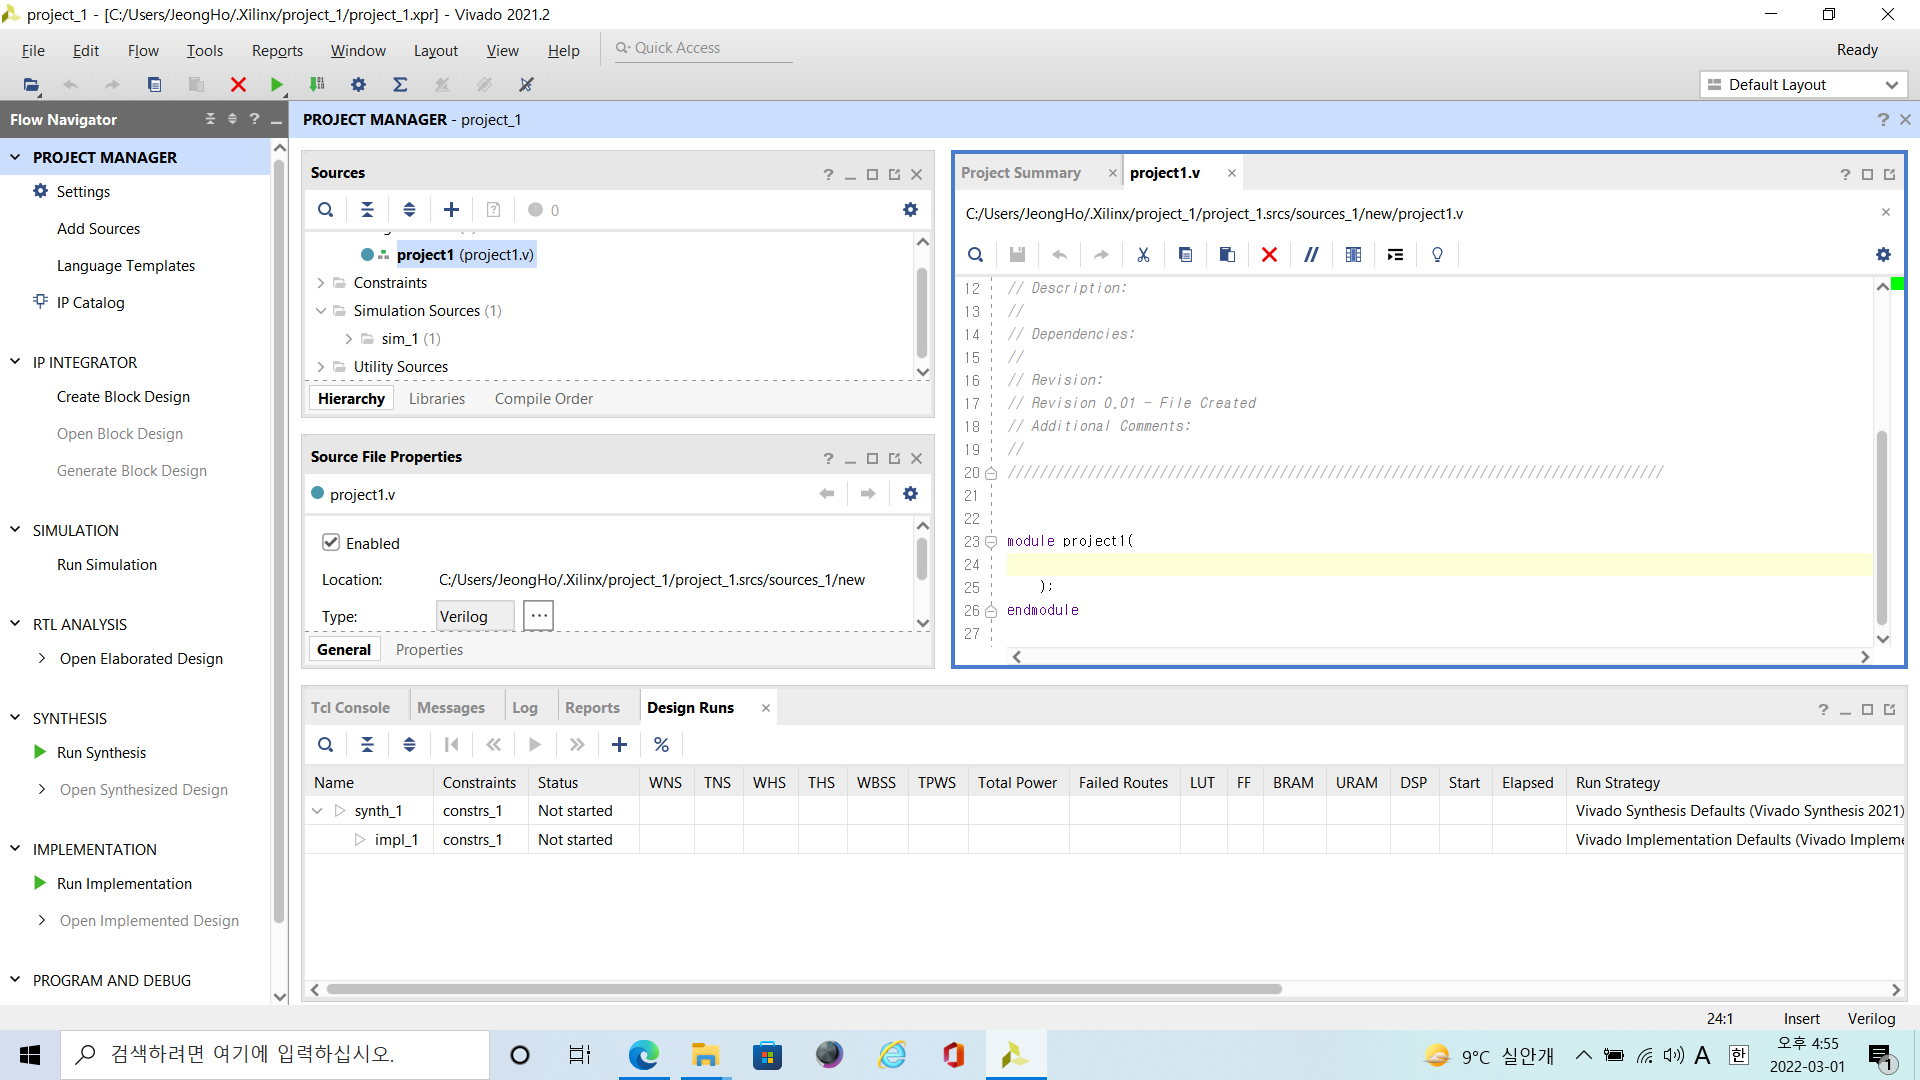 project_1 - [C:/Users/JeongHo/.Xilinx/project_1/project_1.xpr] - Vivado 2021.2
File Edit Flow Tools Reports Window Layout View Help Quick Access Ready
Default Layout
Flow Navigator
PROJECT MANAGER - project_1
PROJECT MANAGER
Settings
Add Sources
Language Templates
IP Catalog
IP INTEGRATOR
Create Block Design
Open Block Design
Generate Block Design
SIMULATION
Run Simulation
RTL ANALYSIS
Open Elaborated Design
SYNTHESIS
Run Synthesis
Open Synthesized Design
IMPLEMENTATION
Run Implementation
Open Implemented Design
PROGRAM AND DEBUG
Sources
0
project1 (project1.v)
Constraints
Simulation Sources (1)
sim_1 (1)
Utility Sources
Hierarchy Libraries Compile Order
Source File Properties
project1.v
Enabled
Location: C:/Users/JeongHo/.Xilinx/project_1/project_1.srcs/sources_1/new
Type: Verilog ...
General Properties
Project Summary project1.v
C:/Users/JeongHo/.Xilinx/project_1/project_1.srcs/sources_1/new/project1.v
12 // Description:
13 //
14 // Dependencies:
15 //
16 // Revision:
17 // Revision 0.01 - File Created
18 // Additional Comments:
19 //
20 //////////////////////////////////////////////////////////////////////////////////
21
22
23 module project1(
24
25 );
26 endmodule
27
Tcl Console Messages Log Reports Design Runs
Name Constraints Status WNS TNS WHS THS WBSS TPWS Total Power Failed Routes LUT FF BRAM URAM DSP Start Elapsed Run Strategy
synth_1 constrs_1 Not started Vivado Synthesis Defaults (Vivado Synthesis 2021)
impl_1 constrs_1 Not started Vivado Implementation Defaults (Vivado Impleme
24:1 Insert Verilog
검색하려면 여기에 입력하십시오.
9°C 실안개
A 한
오후 4:55
2022-03-01
1